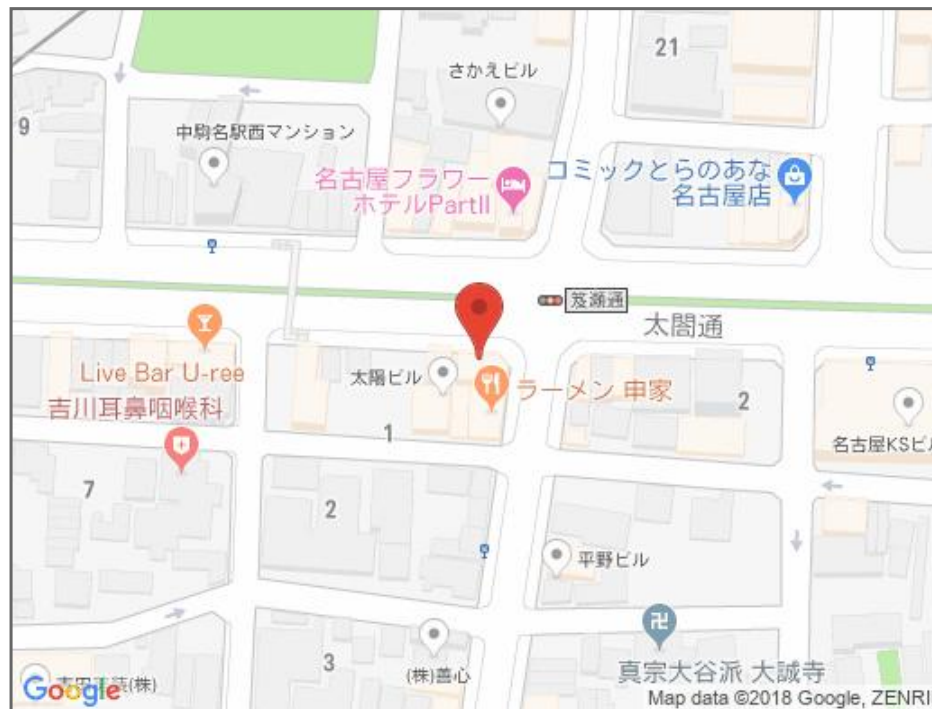 21
さかえビル
9
中駒名駅西マンション
名古屋フラワー
ホテルPartII
コミックとらのあな
名古屋店
笈瀬通
太閤通
Live Bar U-ree
太陽ビル
ラーメン 申家
2
吉川耳鼻咽喉科
1
名古屋KSビル
7
2
平野ビル
3
(株)善心
真宗大谷派 大誠寺
Google
Map data ©2018 Google, ZENRI